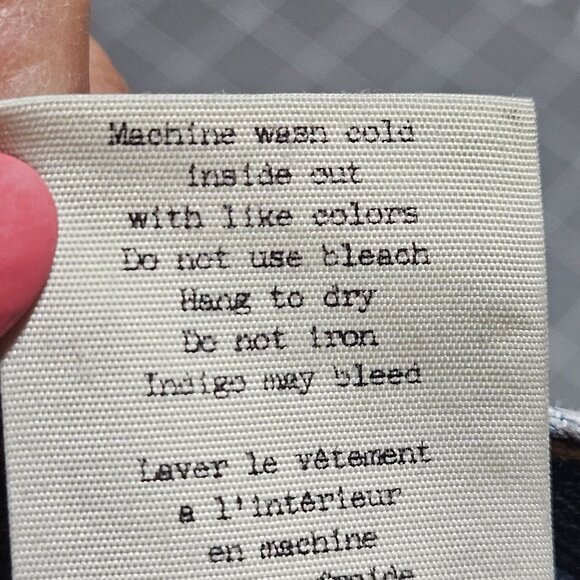 Machine wash cold
inside out
with like colors
Do not use bleach
Hang to dry
Do not iron
Indigo may bleed
Laver le vêtement
a l'intérieur
en machine
froide